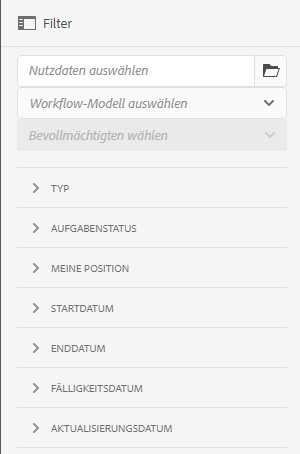 Filter
Nutzdaten auswählen
Workflow-Modell auswählen
Bevollmächtigten wählen
TYP
AUFGABENSTATUS
MEINE POSITION
STARTDATUM
ENDDATUM
FÄLLIGKEITSDATUM
AKTUALISIERUNGSDATUM